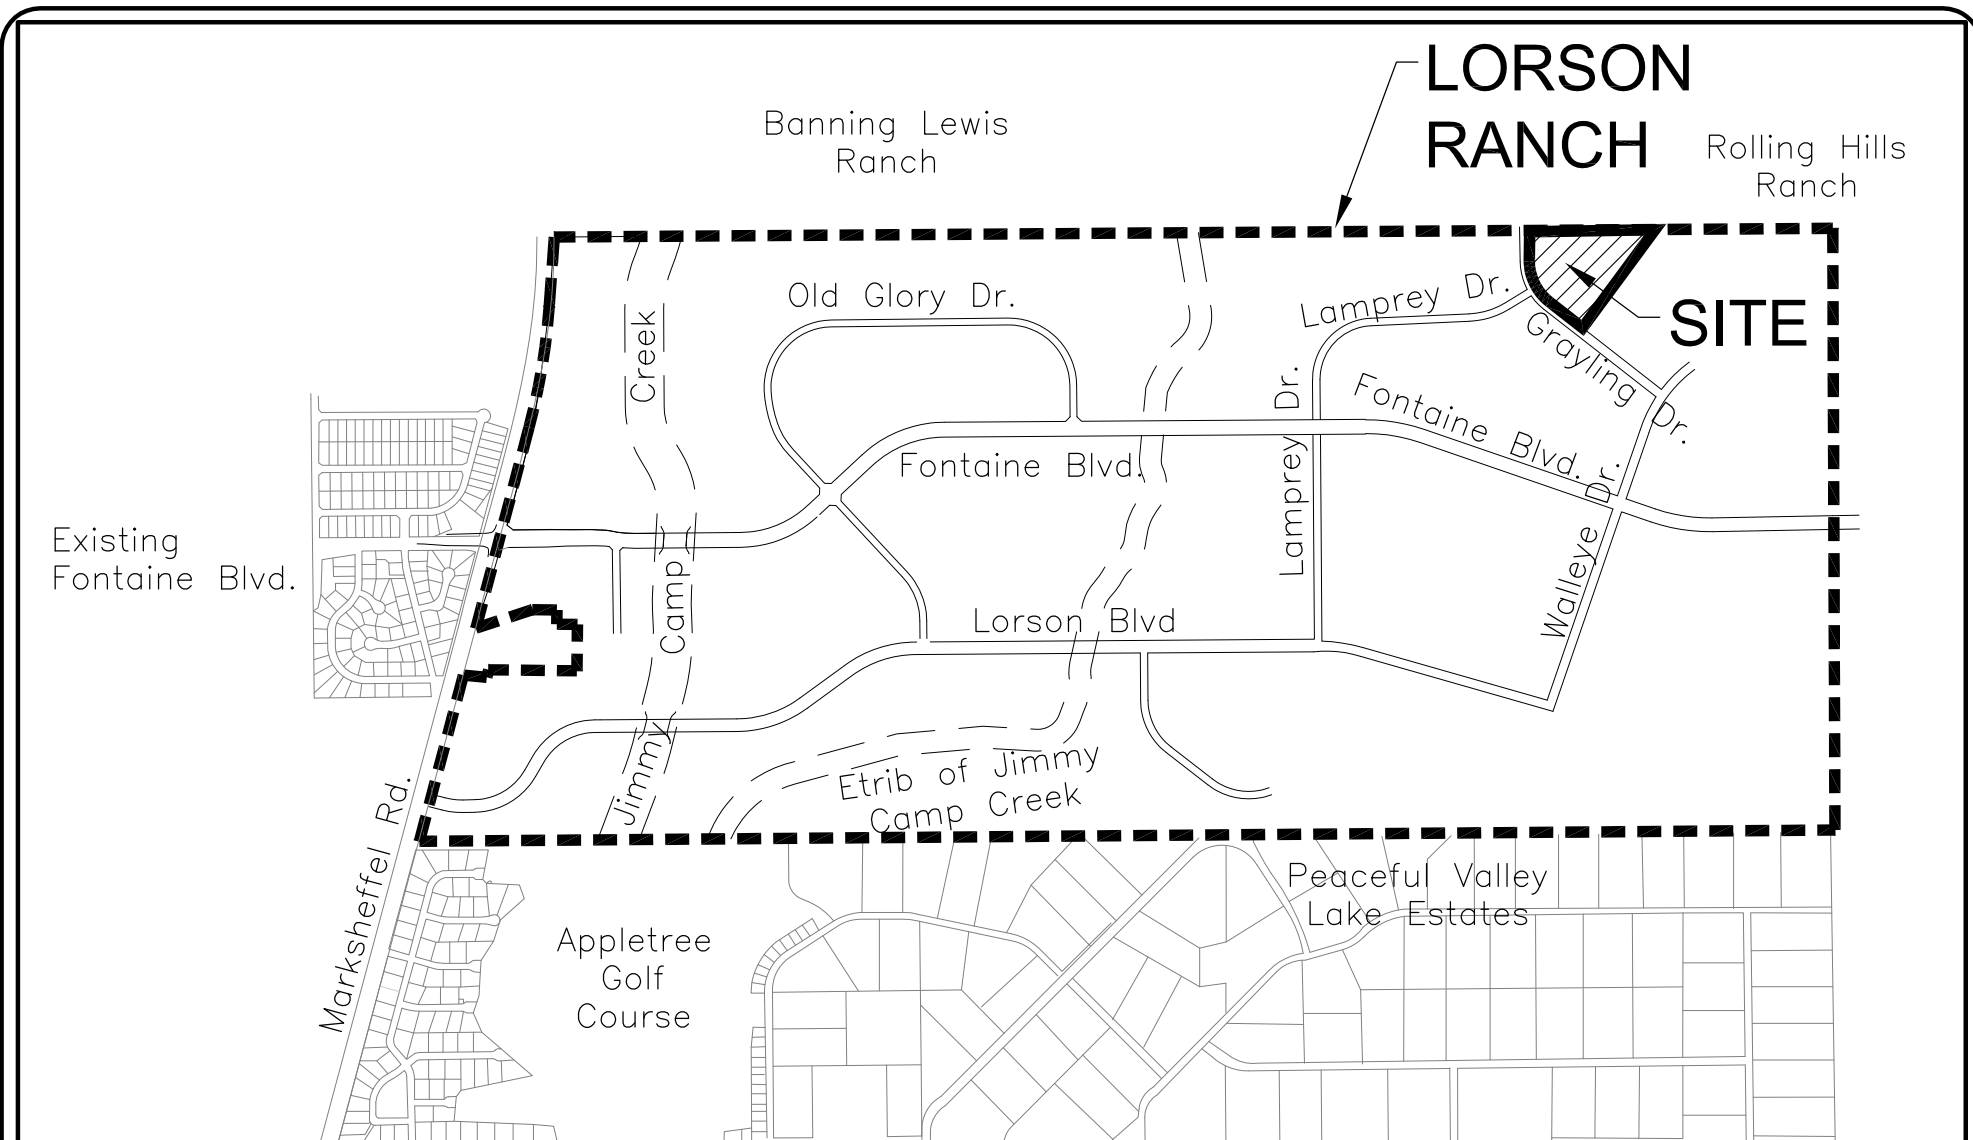 LORSON
RANCH
Banning Lewis
Ranch
Rolling Hills
Ranch
Old Glory Dr.
Lamprey Dr.
SITE
Creek
Grayling Dr.
Lamprey Dr.
Fontaine Blvd.
Fontaine Blvd.
Lamprey Dr.
Walleye Dr.
Existing
Fontaine Blvd.
Camp
Lorson Blvd
Jimmy
Etrib of Jimmy
Camp Creek
Marksheffel Rd.
Peaceful Valley
Lake Estates
Appletree
Golf
Course